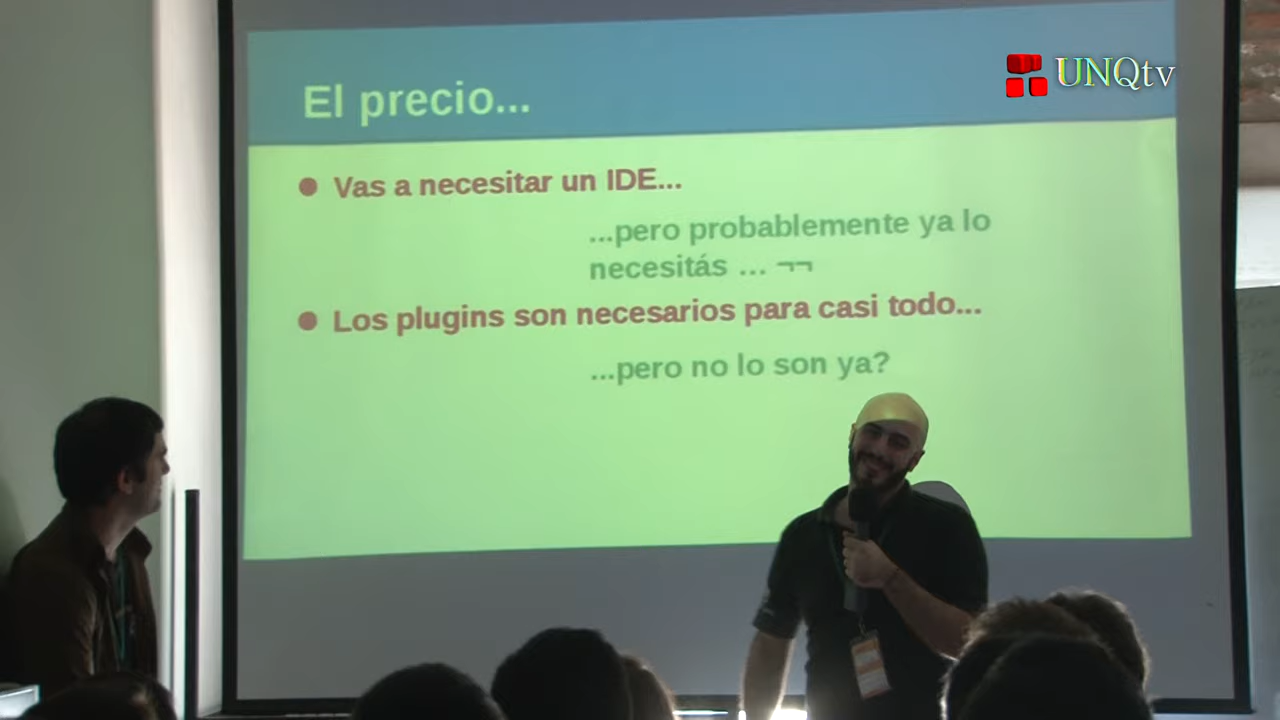 UNQtv
El precio...
Vas a necesitar un IDE...
...pero probablemente ya lo
necesitás ... ¬¬
Los plugins son necesarios para casi todo...
...pero no lo son ya?